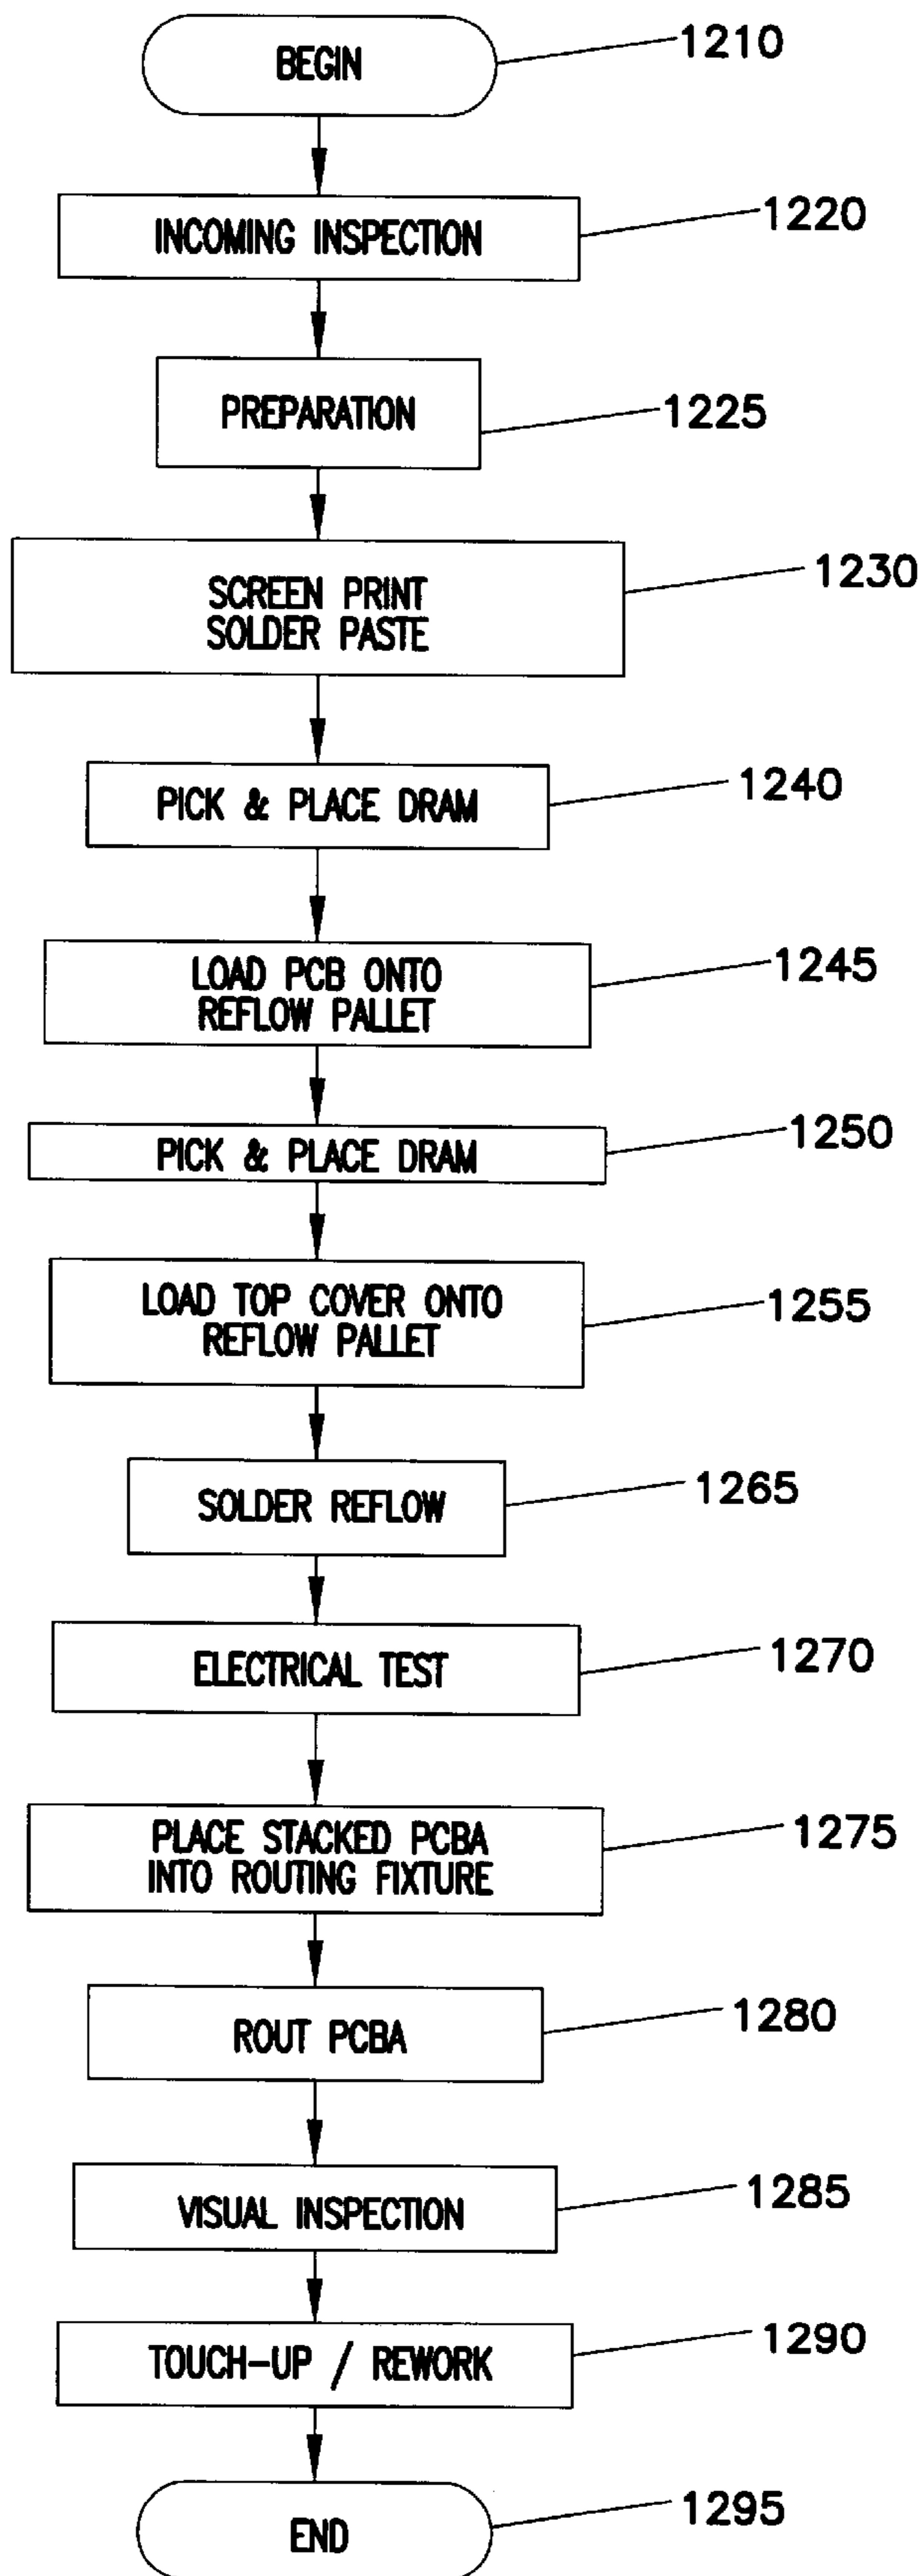 BEGIN
1210
INCOMING INSPECTION
1220
PREPARATION
1225
SCREEN PRINT
SOLDER PASTE
1230
PICK & PLACE DRAM
1240
LOAD PCB ONTO
REFLOW PALLET
1245
PICK & PLACE DRAM
1250
LOAD TOP COVER ONTO
REFLOW PALLET
1255
SOLDER REFLOW
1265
ELECTRICAL TEST
1270
PLACE STACKED PCBA
INTO ROUTING FIXTURE
1275
ROUT PCBA
1280
VISUAL INSPECTION
1285
TOUCH-UP / REWORK
1290
END
1295